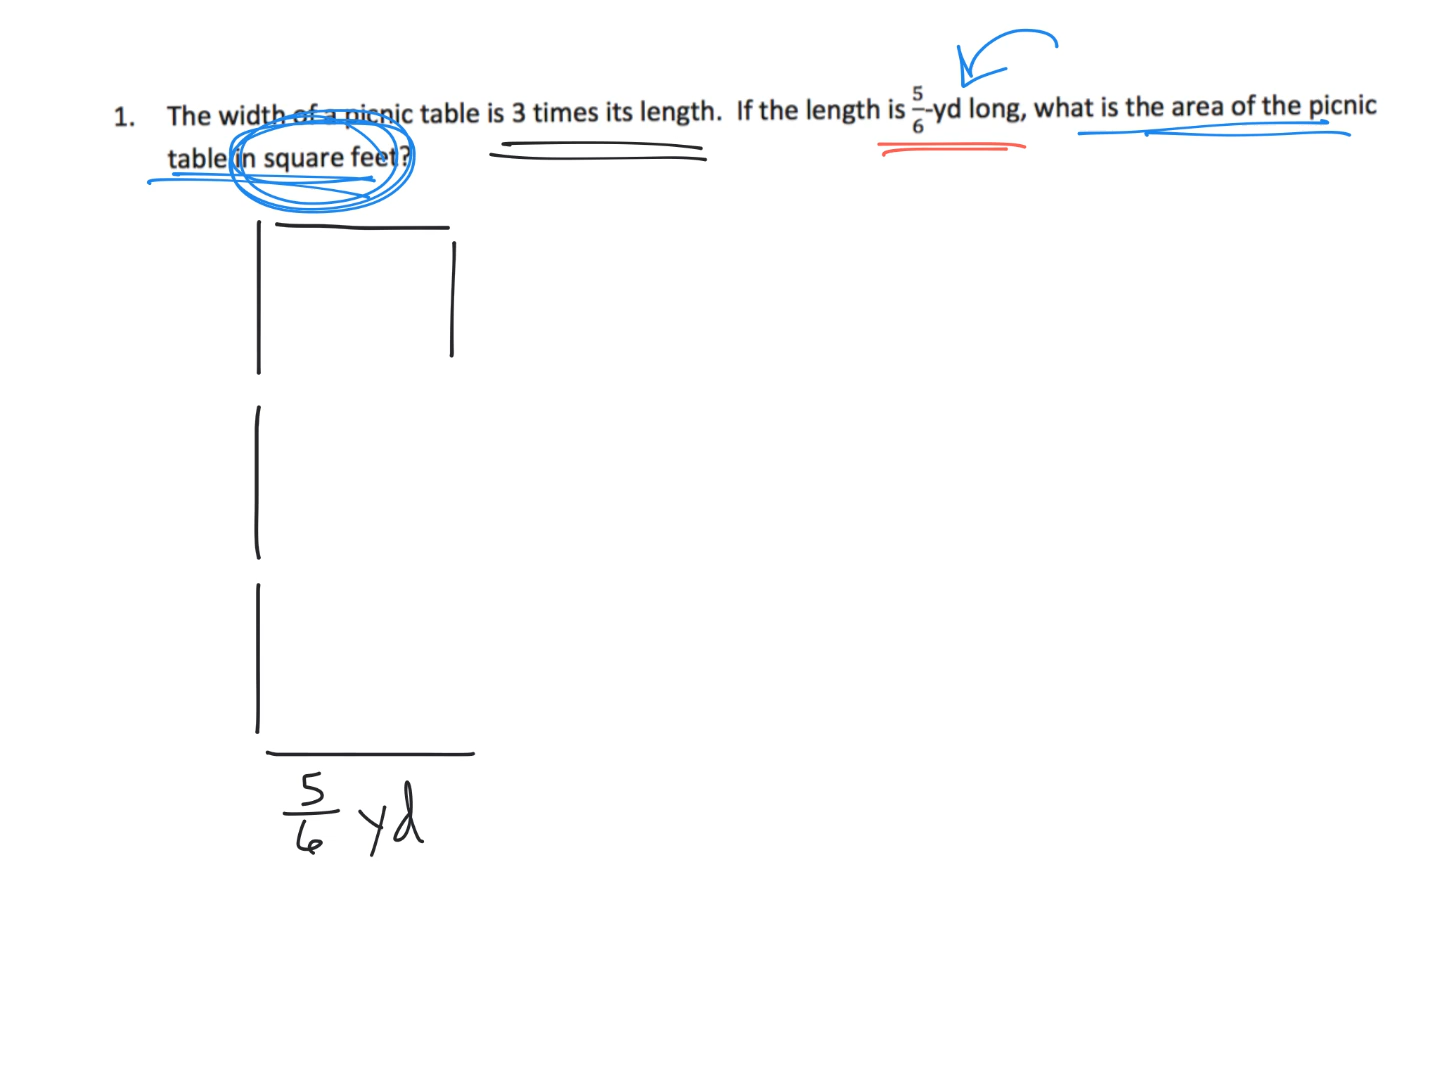 1. The width of a picnic table is 3 times its length. If the length is 5/6-yd long, what is the area of the picnic
table in square feet?
5/6 yd